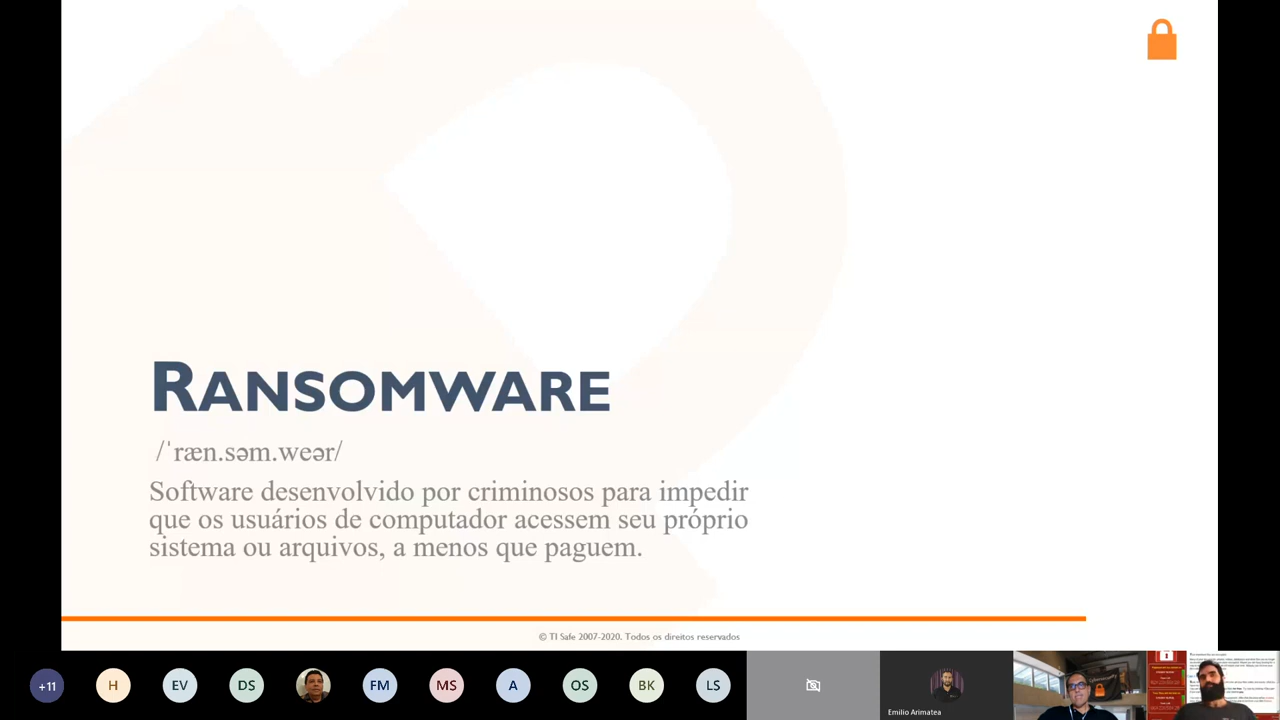 RANSOMWARE
/ˈræn.səm.weər/
Software desenvolvido por criminosos para impedir
que os usuários de computador acessem seu próprio
sistema ou arquivos, a menos que paguem.
© TI Safe 2007-2020. Todos os direitos reservados
+11
H
EV
DS
FM
A
OS
BK
LS
Emilio Arimatea